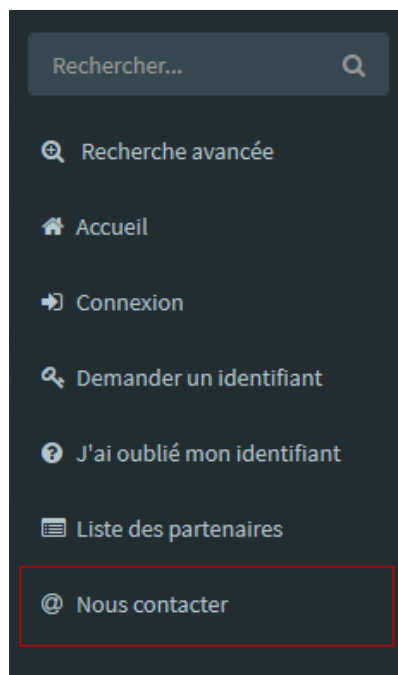 Rechercher...
Recherche avancée
Accueil
Connexion
Demander un identifiant
J'ai oublié mon identifiant
Liste des partenaires
@ Nous contacter